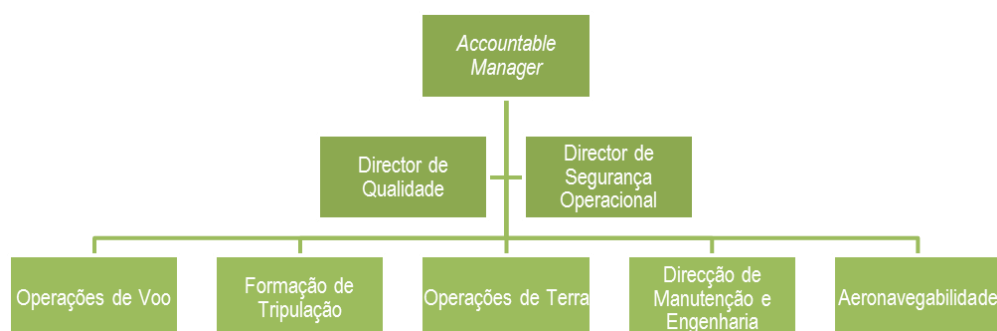 Accountable
Manager
Director de
Qualidade
Director de
Segurança
Operacional
Operações de Voo
Formação de
Tripulação
Operações de Terra
Direcção de
Manutenção e
Engenharia
Aeronavegabilidade